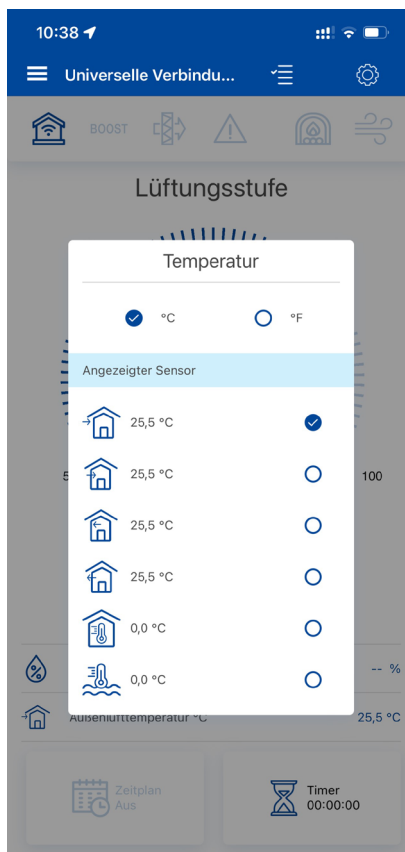 10:38
Universelle Verbindu...
BOOST
Lüftungsstufe
Temperatur
°C °F
Angezeigter Sensor
25,5 °C
25,5 °C
5 100
25,5 °C
25,5 °C
0,0 °C
0,0 °C
-- %
Außenlufttemperatur °C 25,5 °C
Zeitplan
Aus
Timer
00:00:00